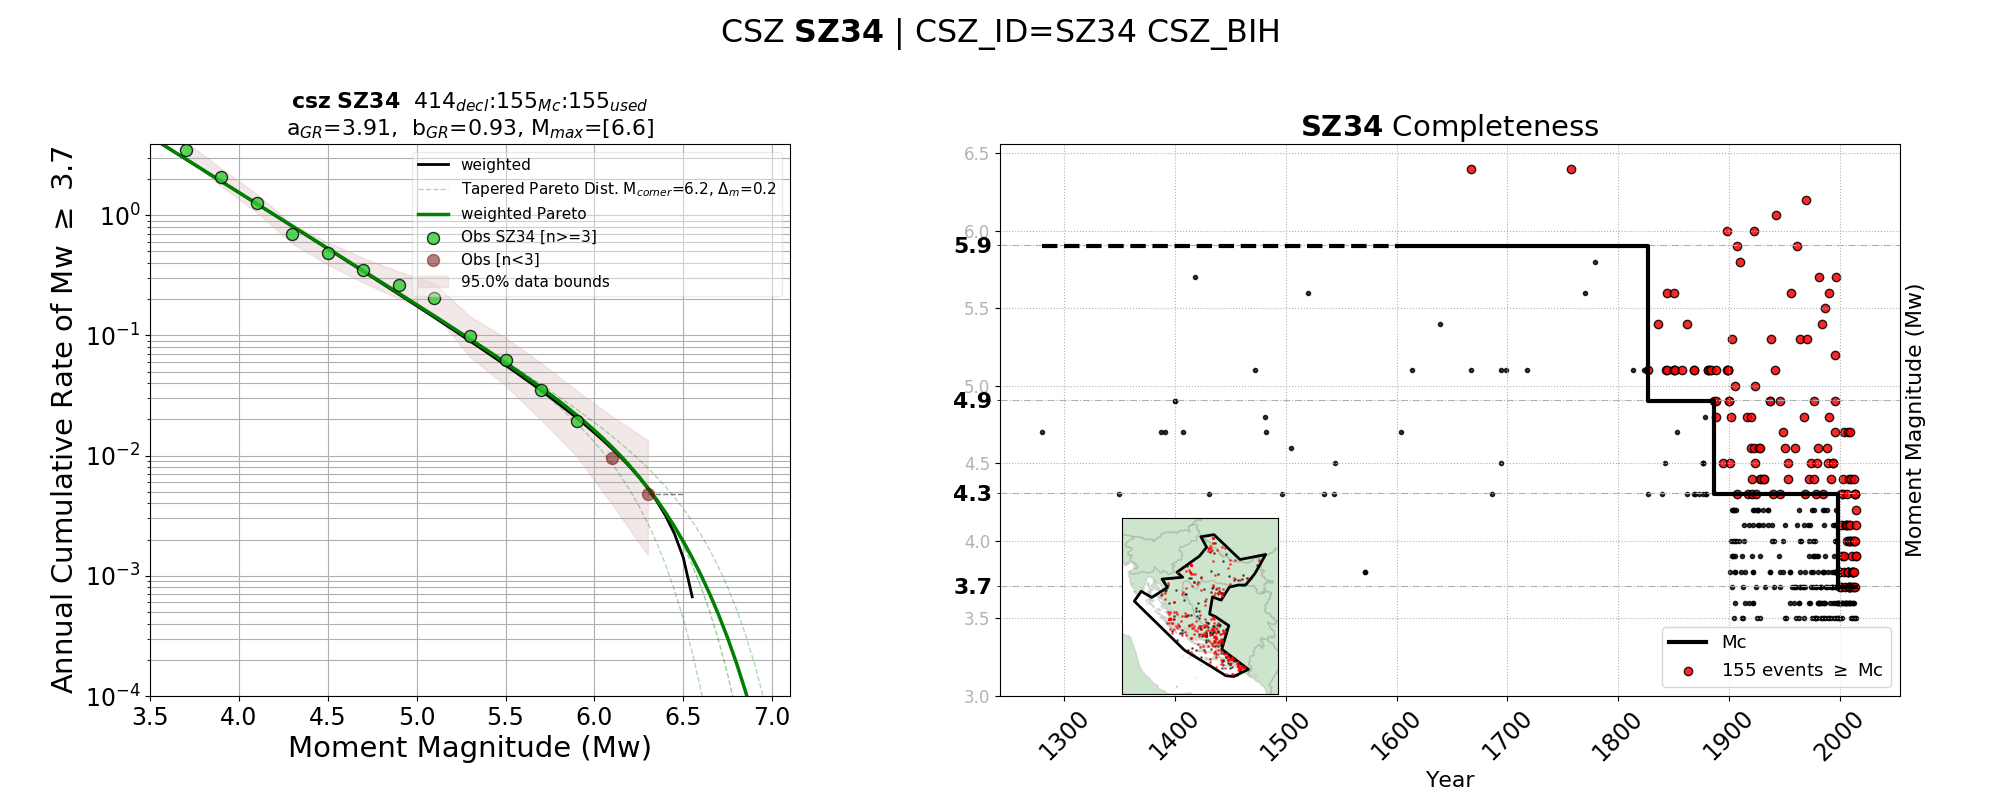 CSZ SZ34 | CSZ_ID=SZ34 CSZ_BIH
csz SZ34 414decl:155Mc:155used
aGR=3.91, bGR=0.93, Mmax=[6.6]
Annual Cumulative Rate of Mw ≥ 3.7
10^0
10^-1
10^-2
10^-3
10^-4
weighted
Tapered Pareto Dist. Mcorner=6.2, Δm=0.2
weighted Pareto
Obs SZ34 [n>=3]
Obs [n<3]
95.0% data bounds
3.5 4.0 4.5 5.0 5.5 6.0 6.5 7.0
Moment Magnitude (Mw)
SZ34 Completeness
6.5
6.0
5.9
5.5
5.0
4.9
4.5
4.3
4.0
3.7
3.5
3.0
Moment Magnitude (Mw)
Mc
155 events ≥ Mc
1300 1400 1500 1600 1700 1800 1900 2000
Year